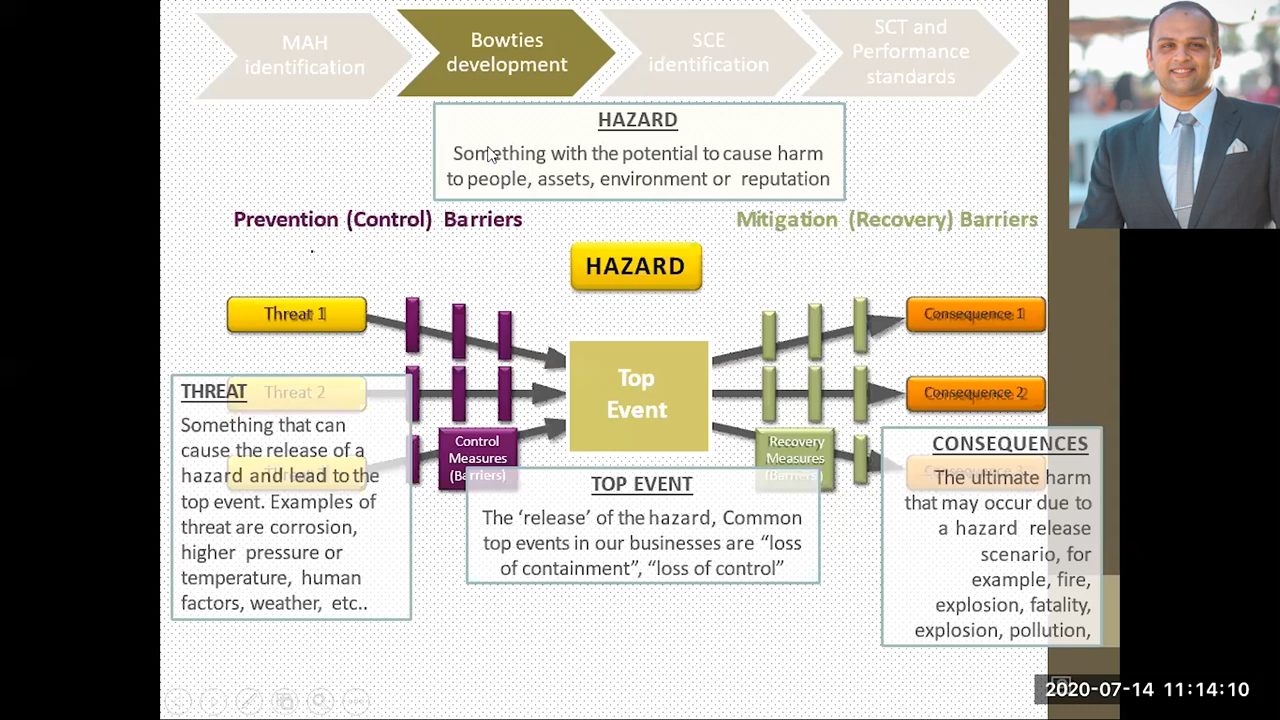 MAH
identification
Bowties
development
SCE
identification
SCT and
Performance
standards
HAZARD
Something with the potential to cause harm
to people, assets, environment or reputation
Prevention (Control) Barriers
Mitigation (Recovery) Barriers
HAZARD
Threat 1
Consequence 1
Top
Event
Threat 2
Consequence 2
THREAT
Something that can
cause the release of a
hazard and lead to the
top event. Examples of
threat are corrosion,
higher pressure or
temperature, human
factors, weather, etc..
Control
Measures
(Barriers)
Recovery
Measures
(Barriers)
TOP EVENT
The ‘release’ of the hazard, Common
top events in our businesses are “loss
of containment”, “loss of control”
CONSEQUENCES
The ultimate harm
that may occur due to
a hazard release
scenario, for
example, fire,
explosion, fatality,
explosion, pollution,
2020-07-14 11:14:10